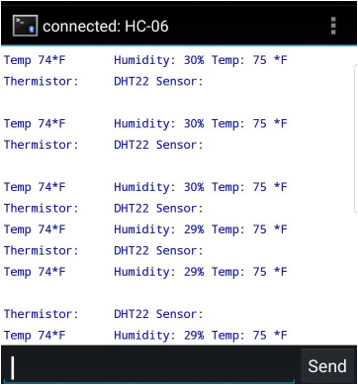 connected: HC-06
Temp 74*F Humidity: 30% Temp: 75 *F
Thermistor: DHT22 Sensor:
Temp 74*F Humidity: 30% Temp: 75 *F
Thermistor: DHT22 Sensor:
Temp 74*F Humidity: 30% Temp: 75 *F
Thermistor: DHT22 Sensor:
Temp 74*F Humidity: 29% Temp: 75 *F
Thermistor: DHT22 Sensor:
Temp 74*F Humidity: 29% Temp: 75 *F
Thermistor: DHT22 Sensor:
Temp 74*F Humidity: 29% Temp: 75 *F
Send